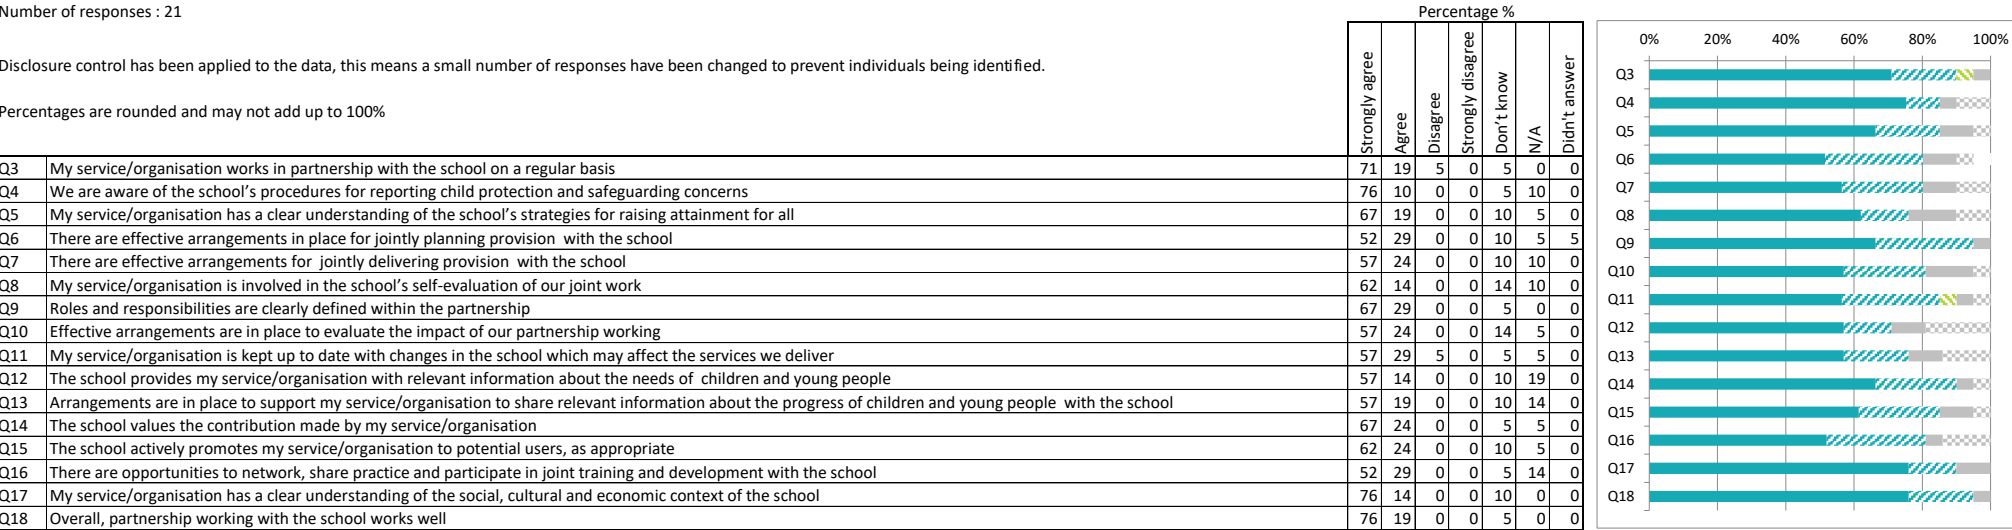 Number of responses : 21
Percentage %
Disclosure control has been applied to the data, this means a small number of responses have been changed to prevent individuals being identified.
Percentages are rounded and may not add up to 100%
Strongly agree
Agree
Disagree
Strongly disagree
Don't know
N/A
Didn't answer
Q3 My service/organisation works in partnership with the school on a regular basis 71 19 5 0 5 0 0
Q4 We are aware of the school's procedures for reporting child protection and safeguarding concerns 76 10 0 0 5 10 0
Q5 My service/organisation has a clear understanding of the school's strategies for raising attainment for all 67 19 0 0 10 5 0
Q6 There are effective arrangements in place for jointly planning provision with the school 52 29 0 0 10 5 5
Q7 There are effective arrangements for jointly delivering provision with the school 57 24 0 0 10 10 0
Q8 My service/organisation is involved in the school's self-evaluation of our joint work 62 14 0 0 14 10 0
Q9 Roles and responsibilities are clearly defined within the partnership 67 29 0 0 5 0 0
Q10 Effective arrangements are in place to evaluate the impact of our partnership working 57 24 0 0 14 5 0
Q11 My service/organisation is kept up to date with changes in the school which may affect the services we deliver 57 29 5 0 5 5 0
Q12 The school provides my service/organisation with relevant information about the needs of children and young people 57 14 0 0 10 19 0
Q13 Arrangements are in place to support my service/organisation to share relevant information about the progress of children and young people with the school 57 19 0 0 10 14 0
Q14 The school values the contribution made by my service/organisation 67 24 0 0 5 5 0
Q15 The school actively promotes my service/organisation to potential users, as appropriate 62 24 0 0 10 5 0
Q16 There are opportunities to network, share practice and participate in joint training and development with the school 52 29 0 0 5 14 0
Q17 My service/organisation has a clear understanding of the social, cultural and economic context of the school 76 14 0 0 10 0 0
Q18 Overall, partnership working with the school works well 76 19 0 0 5 0 0
0% 20% 40% 60% 80% 100%
Q3
Q4
Q5
Q6
Q7
Q8
Q9
Q10
Q11
Q12
Q13
Q14
Q15
Q16
Q17
Q18